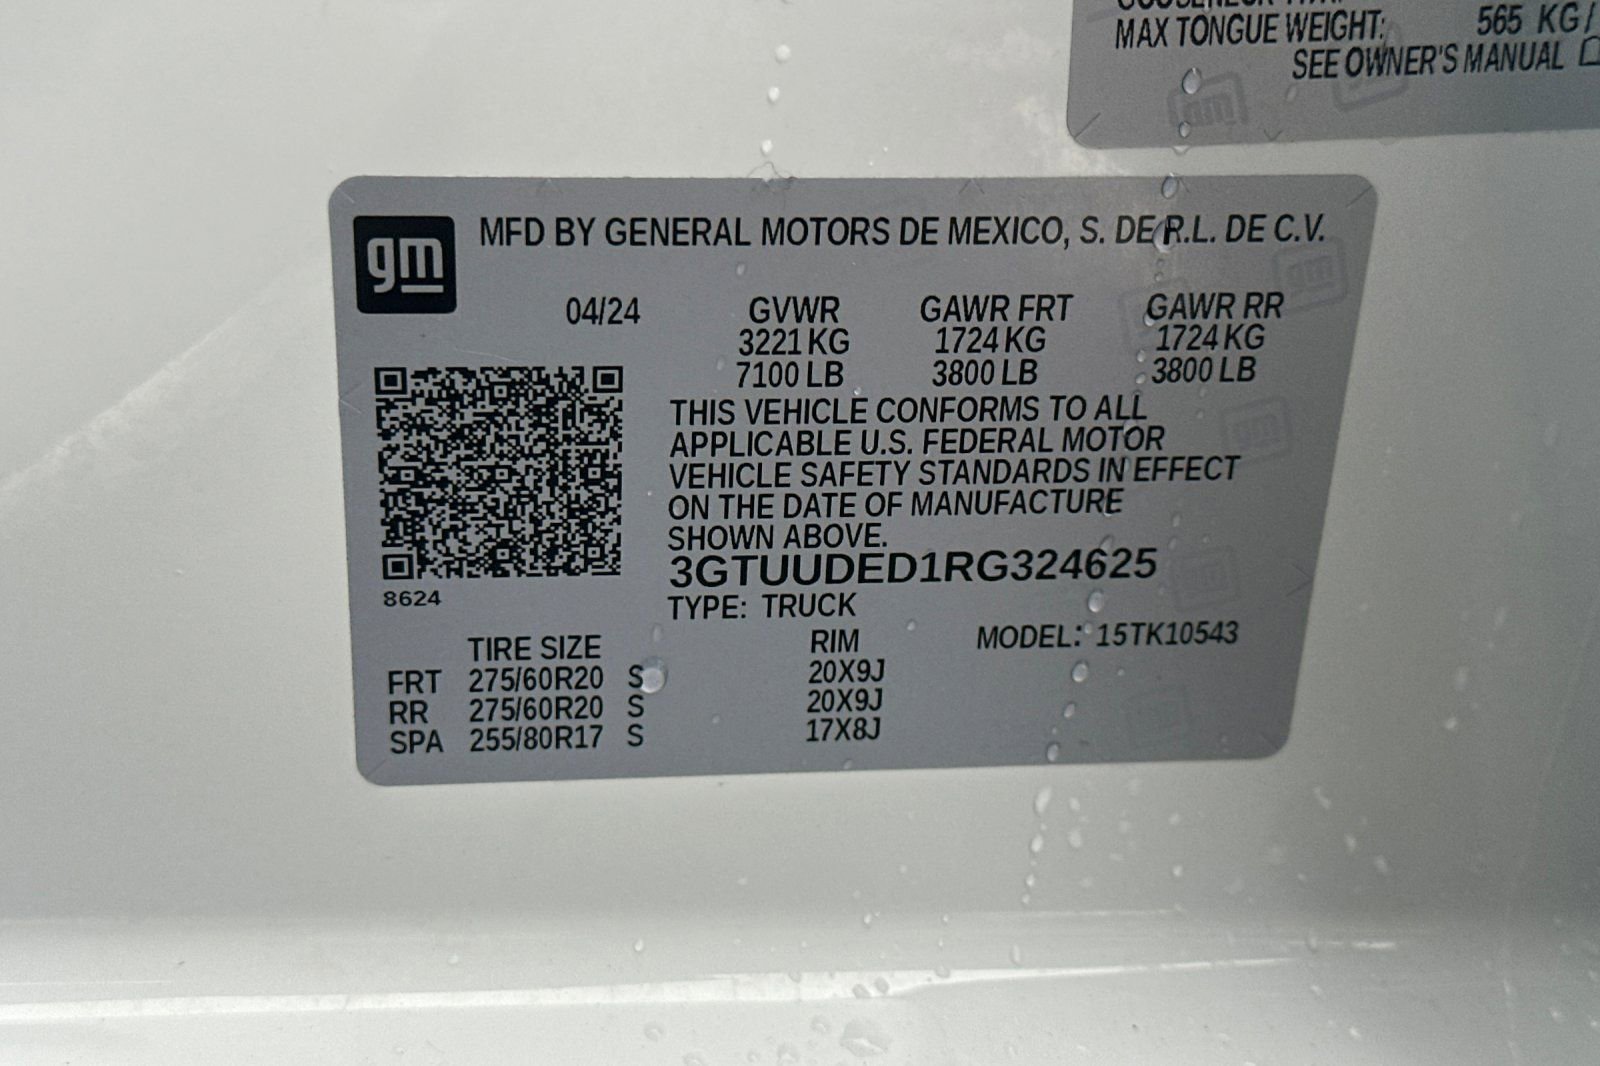 MAX TONGUE WEIGHT: 565 KG/
SEE OWNER'S MANUAL
gm
MFD BY GENERAL MOTORS DE MEXICO, S. DE R.L. DE C.V.
04/24 GVWR GAWR FRT GAWR RR
3221 KG 1724 KG 1724 KG
7100 LB 3800 LB 3800 LB
THIS VEHICLE CONFORMS TO ALL
APPLICABLE U.S. FEDERAL MOTOR
VEHICLE SAFETY STANDARDS IN EFFECT
ON THE DATE OF MANUFACTURE
SHOWN ABOVE.
3GTUUDED1RG324625
8624
TYPE: TRUCK
TIRE SIZE RIM MODEL: 15TK10543
FRT 275/60R20 S 20X9J
RR 275/60R20 S 20X9J
SPA 255/80R17 S 17X8J